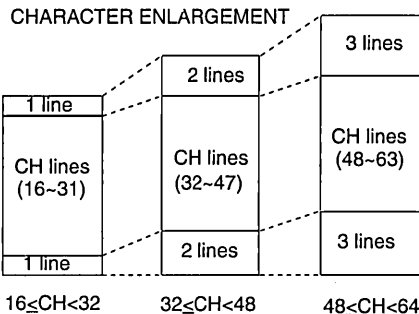 CHARACTER ENLARGEMENT
1 line
CH lines
(16~31)
1 line
16≤CH<32
2 lines
CH lines
(32~47)
2 lines
32≤CH<48
3 lines
CH lines
(48~63)
3 lines
48<CH<64